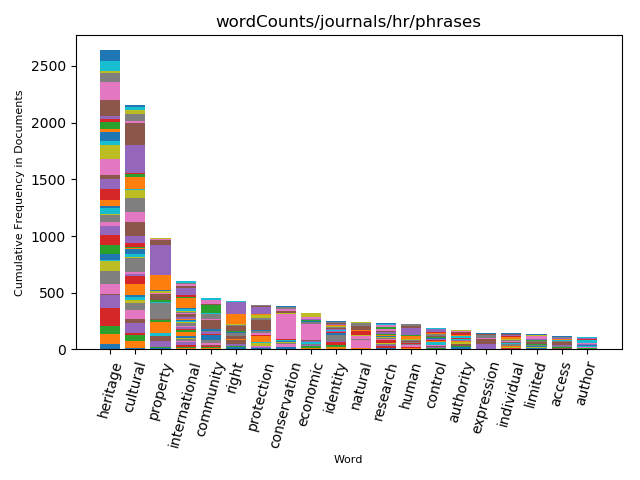 wordCounts/journals/hr/phrases
Cumulative Frequency in Documents
2500
2000
1500
1000
500
0
heritage
cultural
property
international
community
right
protection
conservation
economic
identity
natural
research
human
control
authority
expression
individual
limited
access
author
Word